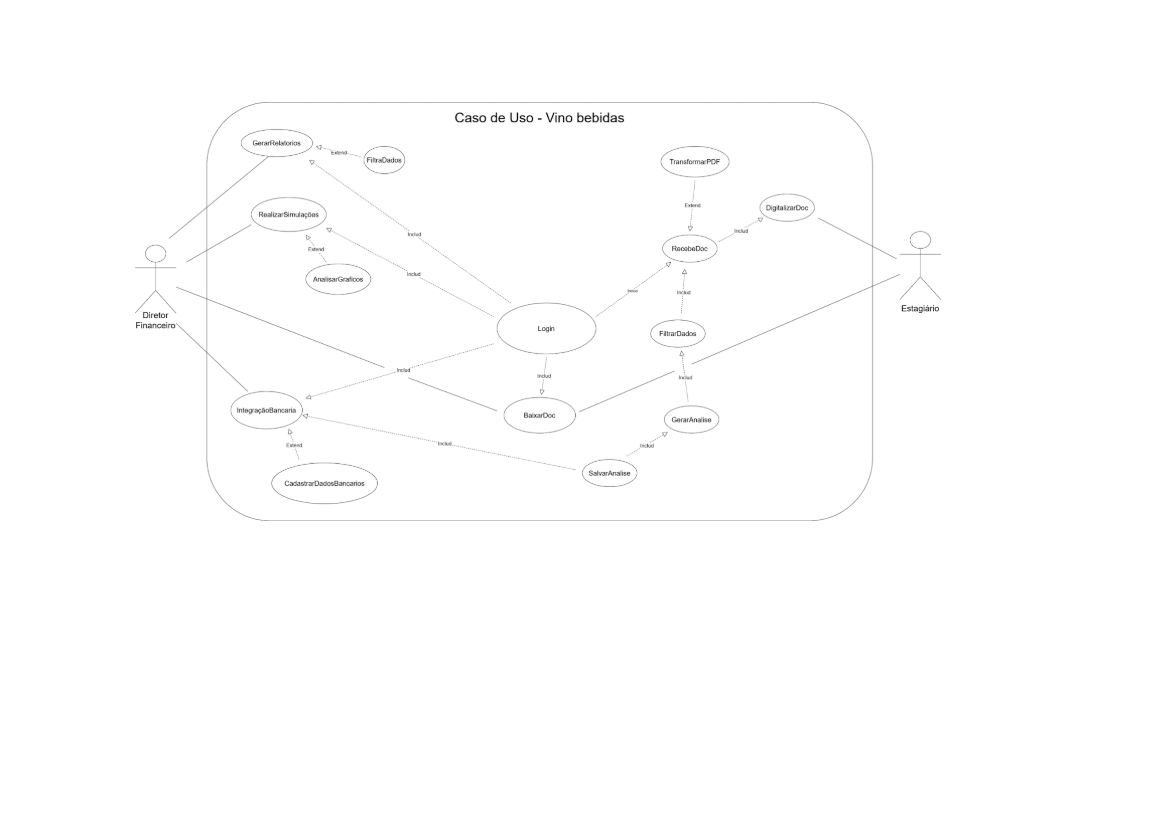 Caso de Uso - Vino bebidas
GerarRelatorios
Extend
FiltraDados
TransformarPDF
Extend
DigitalizarDoc
RealizarSimulações
Includ
Includ
RecebeDoc
Extend
AnalisarGraficos
Includ
Includ
Includ
Diretor
Financeiro
Estagiário
Login
FiltrarDados
Includ
Includ
Includ
IntegraçãoBancaria
BaixarDoc
GerarAnalise
Extend
Includ
Includ
CadastrarDadosBancarios
SalvarAnalise